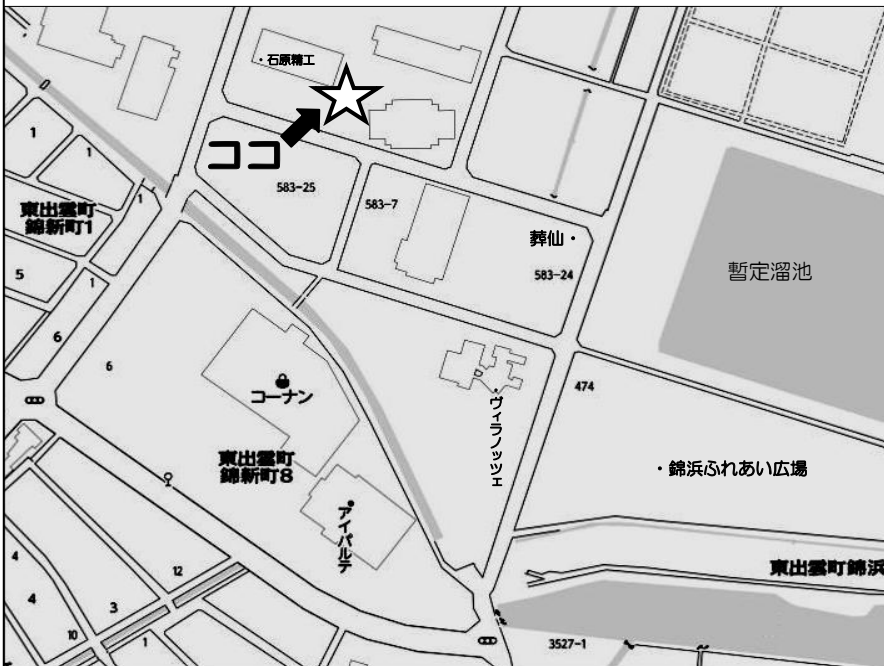 ・石原精工
ココ
1
1
583-25
1
583-7
東出雲町
錦新町1
葬仙・
583-24
暫定溜池
5
1
6
6
コーナン
474
ヴィラノッツェ
東出雲町
錦新町8
・錦浜ふれあい広場
アイパルテ
4
12
東出雲町錦浜
4
3
10
1
3527-1